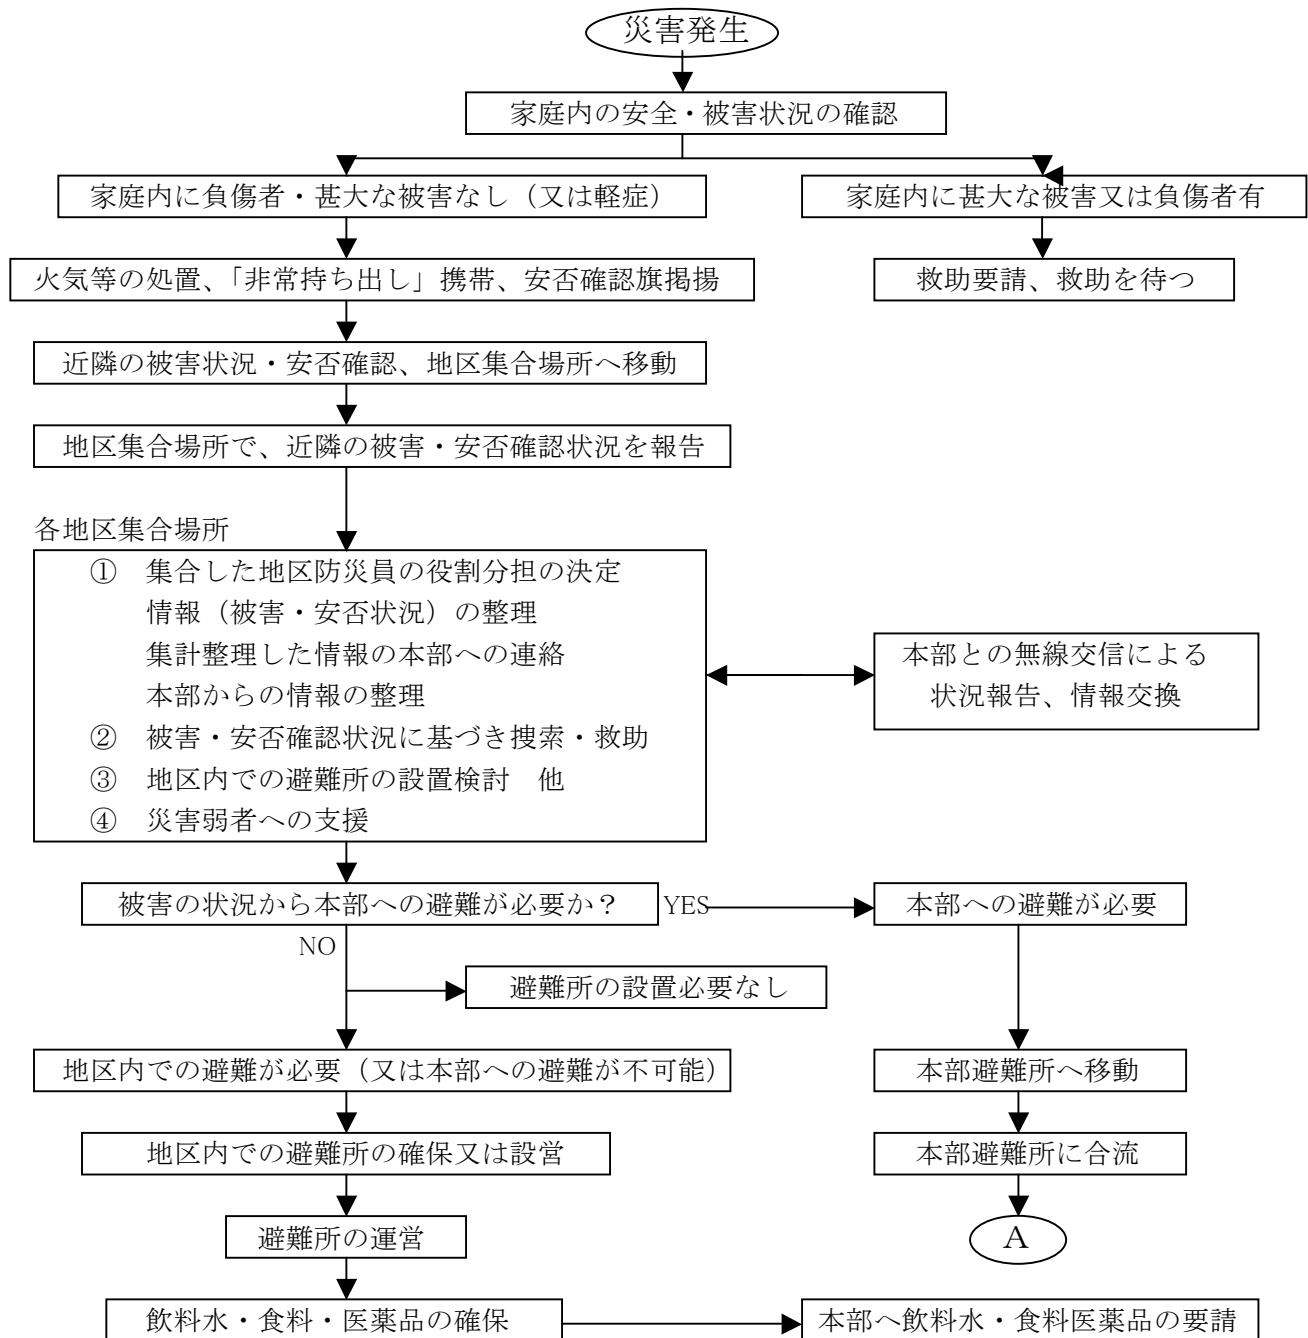 災害発生
家庭内の安全・被害状況の確認
家庭内に負傷者・甚大な被害なし（又は軽症）
家庭内に甚大な被害又は負傷者有
火気等の処置、「非常持ち出し」携帯、安否確認旗掲揚
救助要請、救助を待つ
近隣の被害状況・安否確認、地区集合場所へ移動
地区集合場所で、近隣の被害・安否確認状況を報告
各地区集合場所
① 集合した地区防災員の役割分担の決定
情報（被害・安否状況）の整理
集計整理した情報の本部への連絡
本部からの情報の整理
② 被害・安否確認状況に基づき捜索・救助
③ 地区内での避難所の設置検討　他
④ 災害弱者への支援
本部との無線交信による
状況報告、情報交換
被害の状況から本部への避難が必要か？
YES
本部への避難が必要
NO
避難所の設置必要なし
地区内での避難が必要（又は本部への避難が不可能）
本部避難所へ移動
地区内での避難所の確保又は設営
本部避難所に合流
避難所の運営
A
飲料水・食料・医薬品の確保
本部へ飲料水・食料医薬品の要請